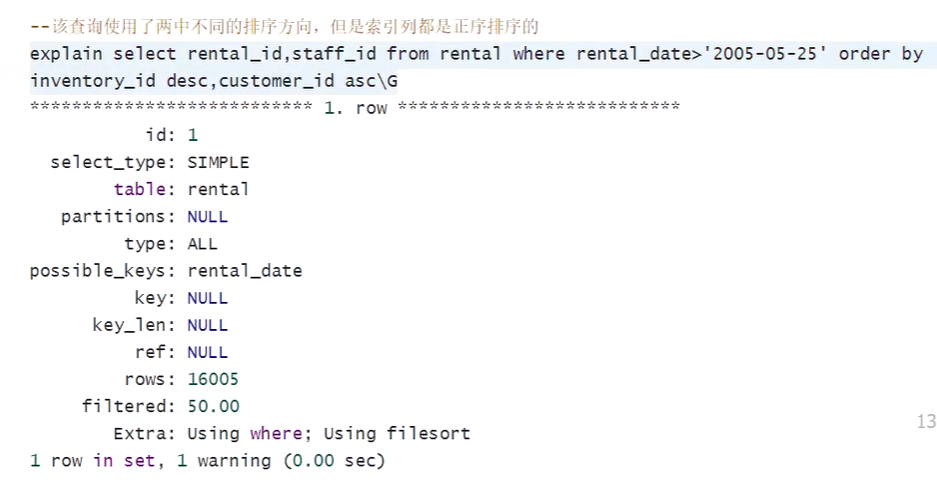 --该查询使用了两中不同的排序方向，但是索引列都是正序排序的
explain select rental_id,staff_id from rental where rental_date>'2005-05-25' order by
inventory_id desc,customer_id asc\G
*************************** 1. row ***************************
id: 1
select_type: SIMPLE
table: rental
partitions: NULL
type: ALL
possible_keys: rental_date
key: NULL
key_len: NULL
ref: NULL
rows: 16005
filtered: 50.00
Extra: Using where; Using filesort
1 row in set, 1 warning (0.00 sec)
13